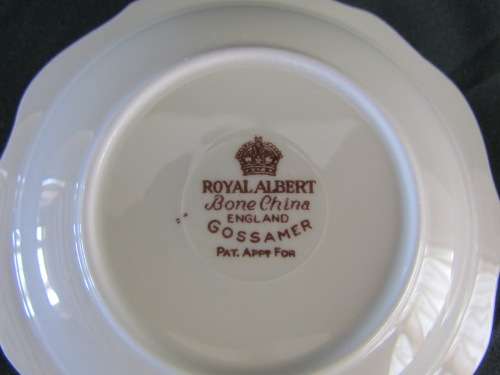 ROYAL ALBERT
Bone China
ENGLAND
GOSSAMER
PAT. APPD FOR